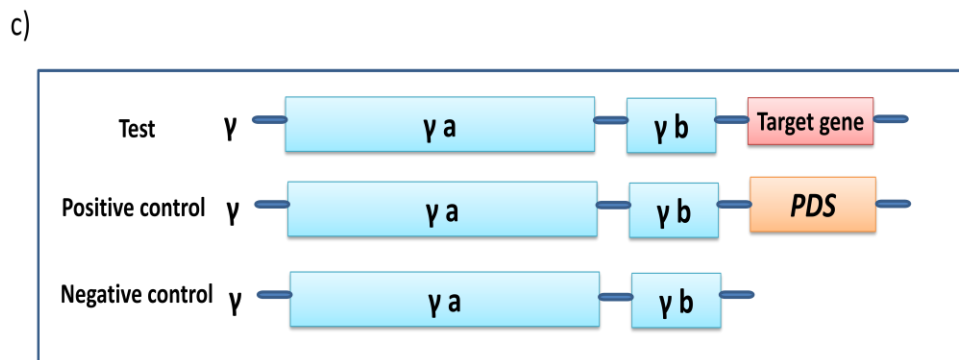 c)
Test γ γ a γ b Target gene
Positive control γ γ a γ b PDS
Negative control γ γ a γ b